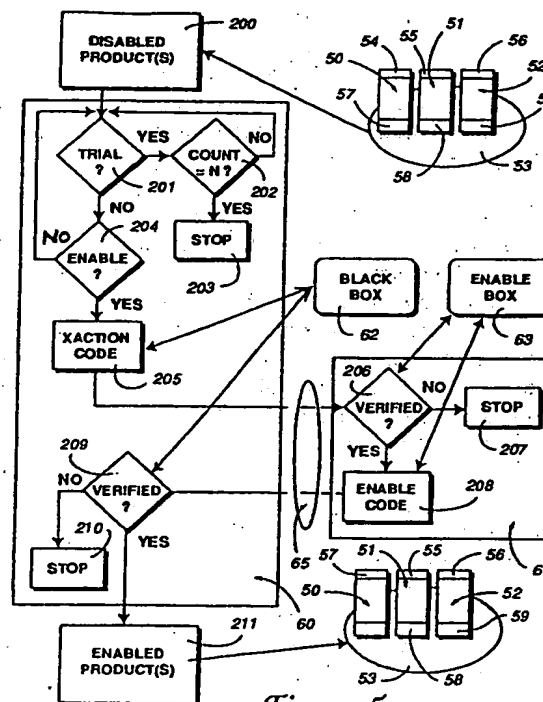 200
DISABLED
PRODUCT(S)
54
55
51
56
50
52
57
58
53
TRIAL
?
201
YES
COUNT
= N ?
202
NO
NO
YES
204
No
ENABLE
?
STOP
203
YES
BLACK
BOX
62
ENABLE
BOX
63
XACTION
CODE
205
206
VERIFIED
?
NO
STOP
207
YES
209
NO
VERIFIED
?
ENABLE
CODE
208
210
STOP
YES
65
60
57
51
55
56
50
52
59
58
53
211
ENABLED
PRODUCT(S)